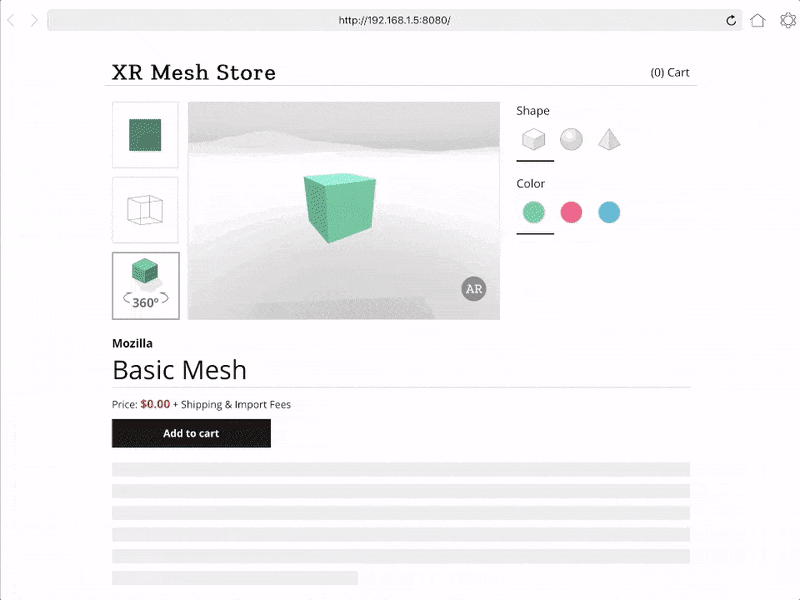 http://192.168.1.5:8080/
XR Mesh Store
(0) Cart
Shape
Color
360º
AR
Mozilla
Basic Mesh
Price: $0.00 + Shipping & Import Fees
Add to cart